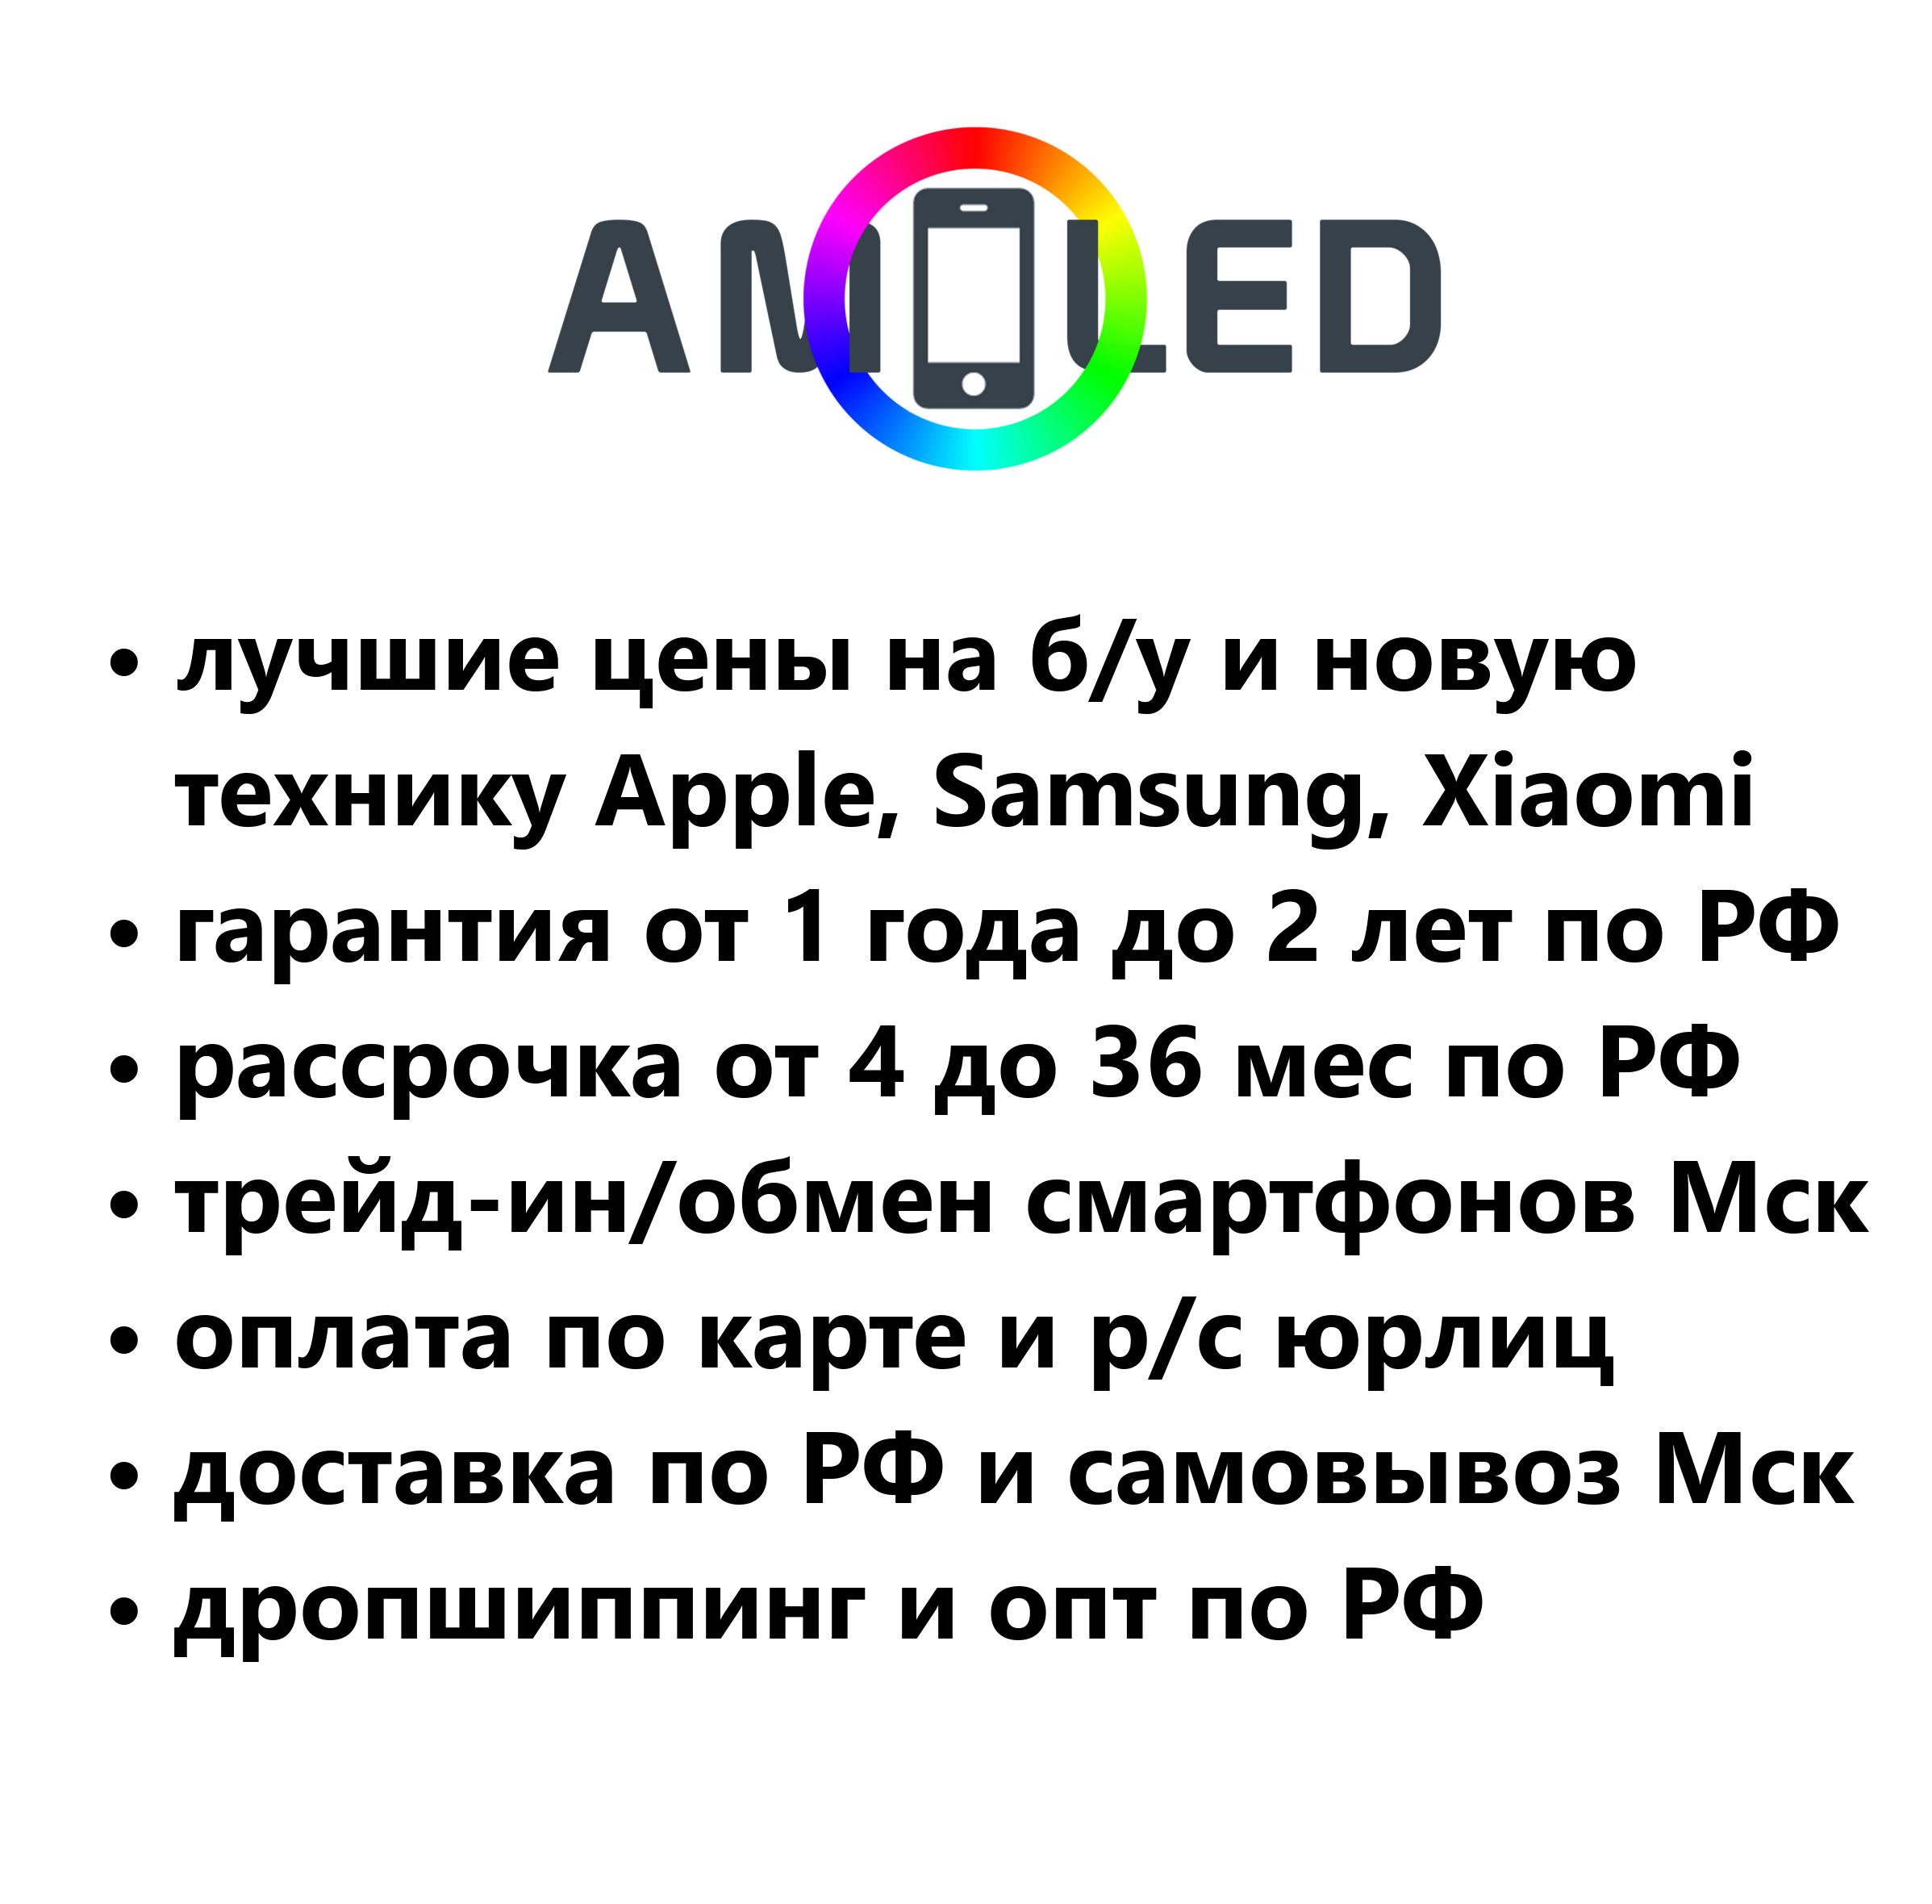 AMOLED
• лучшие цены на б/у и новую
технику Apple, Samsung, Xiaomi
• гарантия от 1 года до 2 лет по РФ
• рассрочка от 4 до 36 мес по РФ
• трейд-ин/обмен смартфонов Мск
• оплата по карте и р/с юрлиц
• доставка по РФ и самовывоз Мск
• дропшиппинг и опт по РФ